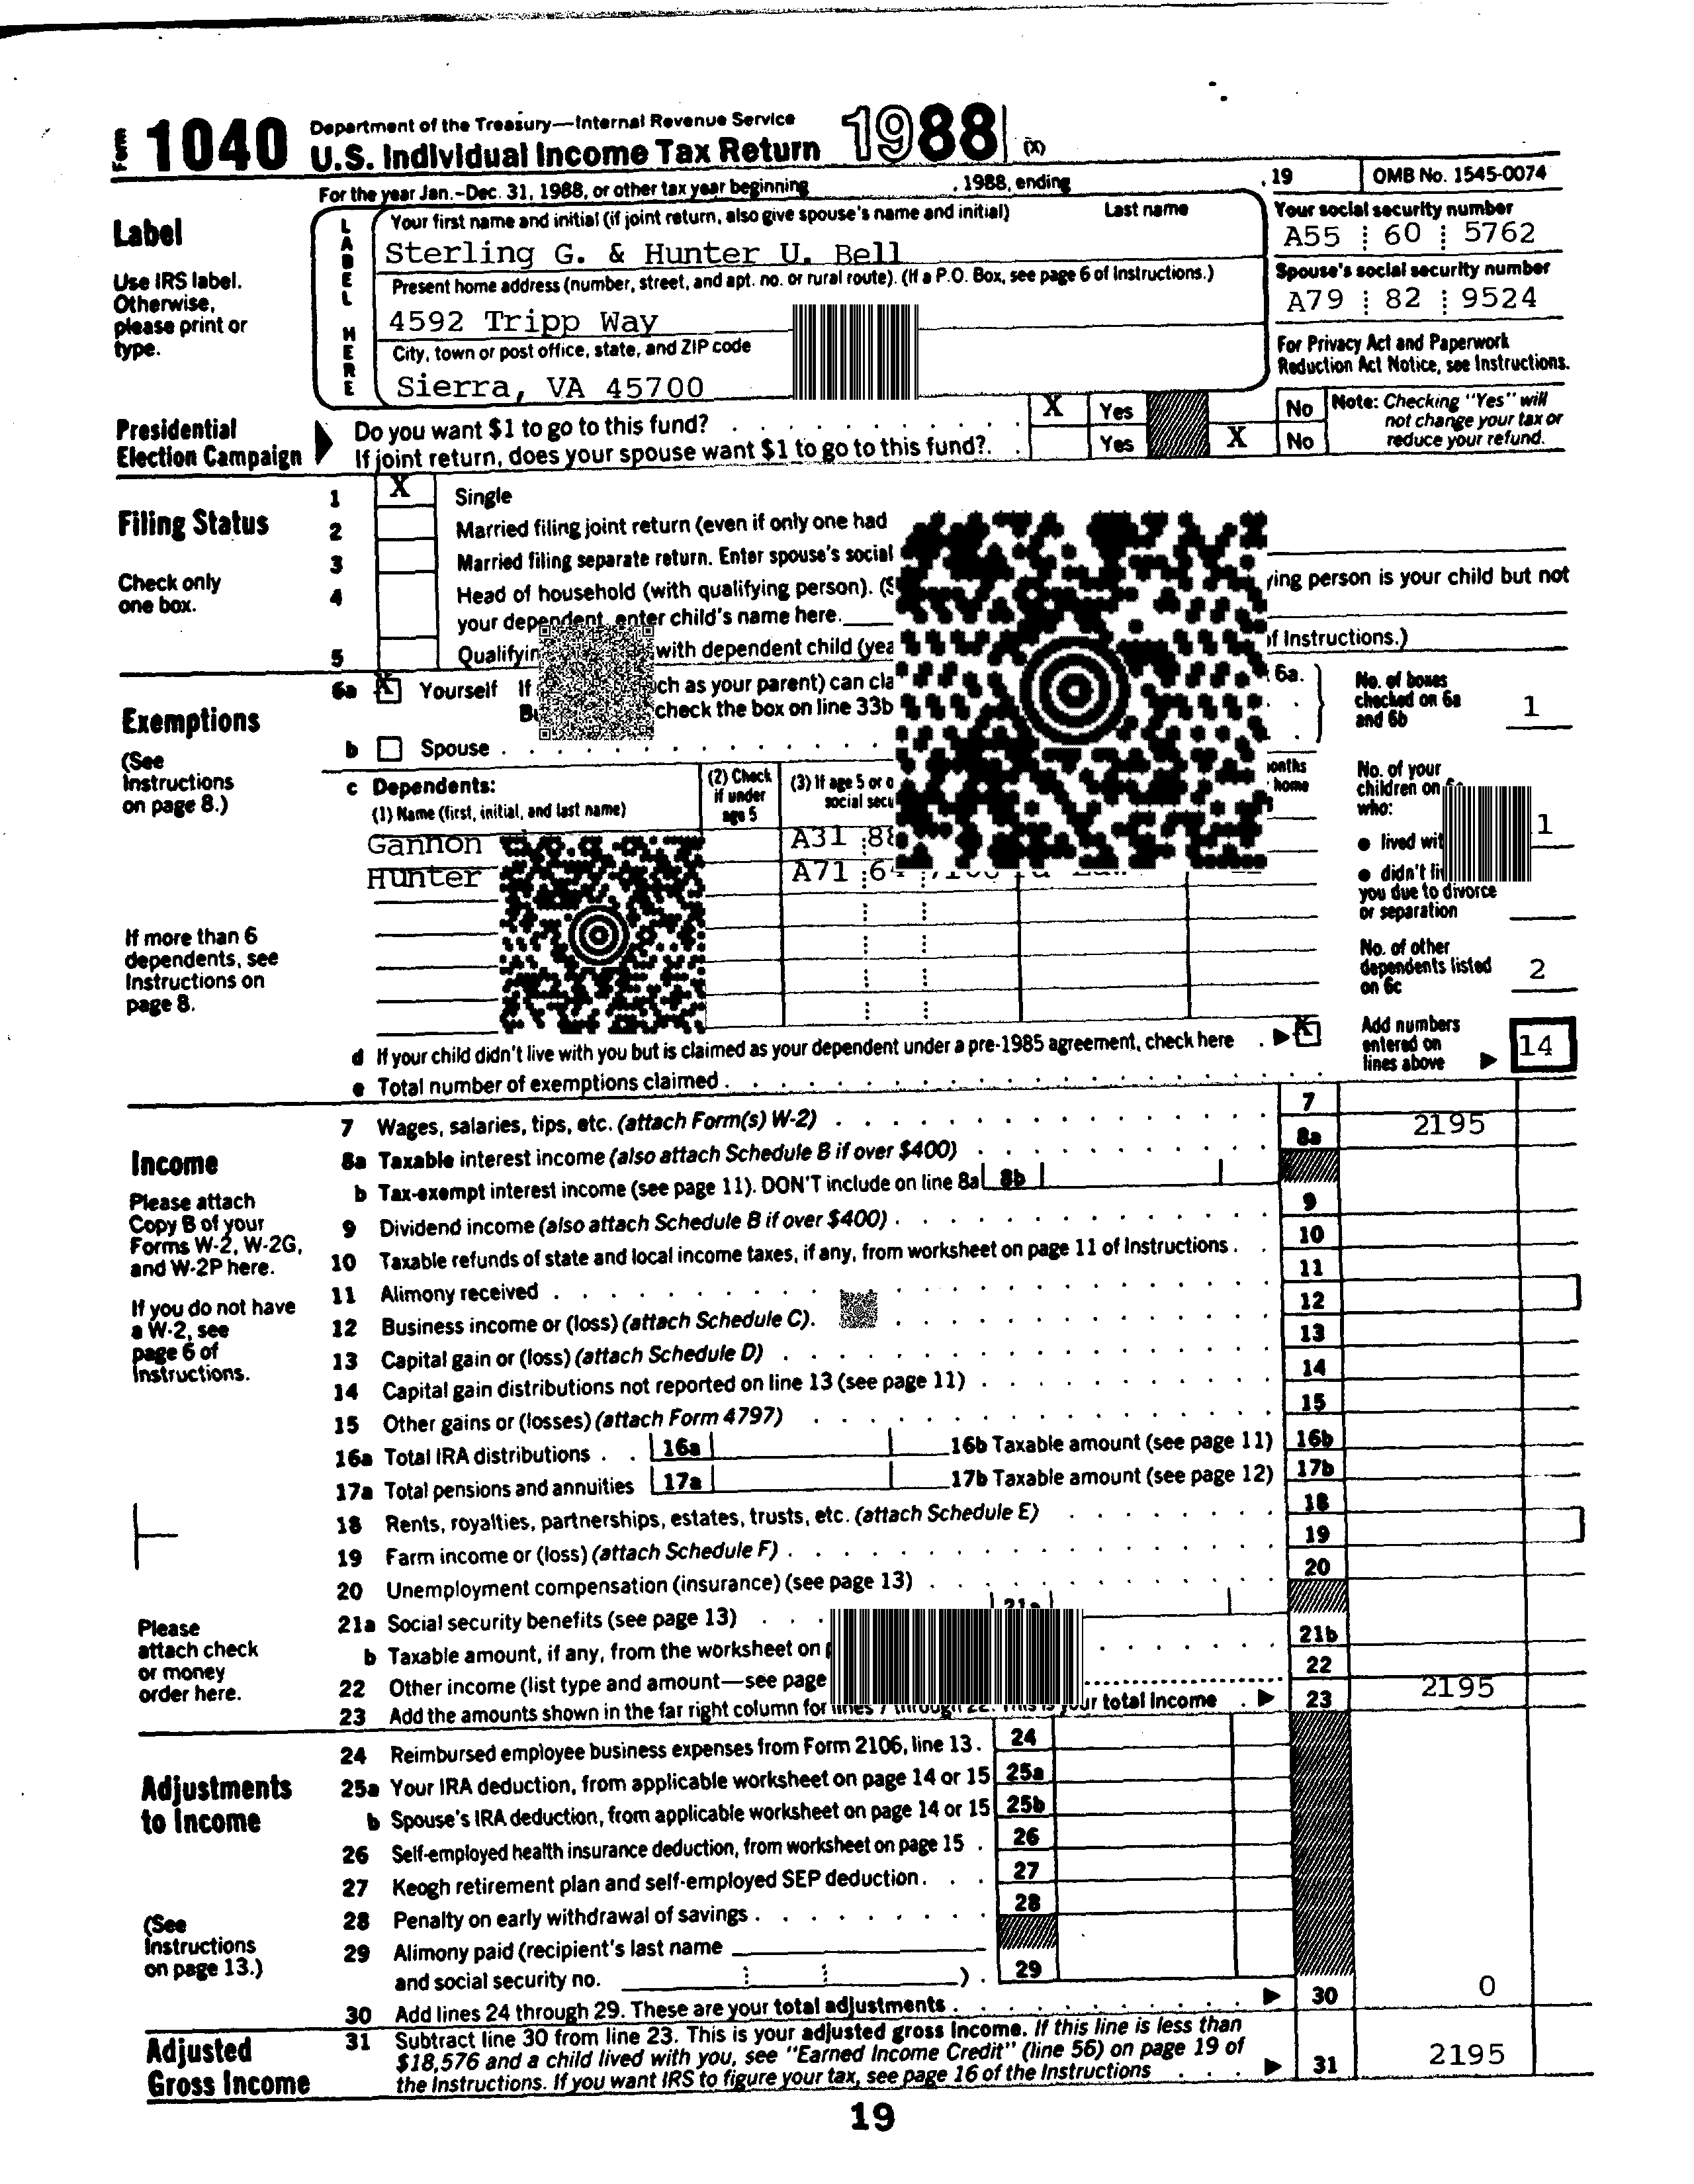 Form 1040 Department of the Treasury—Internal Revenue Service
U.S. Individual Income Tax Return 1988 (X)
For the year Jan.-Dec. 31, 1988, or other tax year beginning , 1988, ending , 19 OMB No. 1545-0074
Label
Use IRS label.
Otherwise,
please print or
type.
LABEL HERE
Your first name and initial (if joint return, also give spouse's name and initial) Last name
Sterling G. & Hunter U. Bell
Present home address (number, street, and apt. no. or rural route). (If a P.O. Box, see page 6 of Instructions.)
4592 Tripp Way
City, town or post office, state, and ZIP code
Sierra, VA 45700
Your social security number
A55 60 5762
Spouse's social security number
A79 82 9524
For Privacy Act and Paperwork
Reduction Act Notice, see Instructions.
Presidential
Election Campaign
Do you want $1 to go to this fund? X Yes No
If joint return, does your spouse want $1 to go to this fund?. Yes X No
Note: Checking "Yes" will
not change your tax or
reduce your refund.
Filing Status
Check only
one box.
1 X Single
2 Married filing joint return (even if only one had
3 Married filing separate return. Enter spouse's social
4 Head of household (with qualifying person). (S ying person is your child but not
your dependent, enter child's name here.
5 Qualifyin with dependent child (yea f Instructions.)
Exemptions
(See
Instructions
on page 8.)
6a X Yourself If ch as your parent) can cla 6a.
check the box on line 33b
b Spouse
No. of boxes
checked on 6a
and 6b 1
c Dependents:
(1) Name (first, initial, and last name)
(2) Check
if under
age 5
(3) If age 5 or o
social secu
onths
home
Gannon A31
Hunter A71
No. of your
children on
who:
● lived wit 1
● didn't li
you due to divorce
or separation
No. of other
dependents listed
on 6c 2
If more than 6
dependents, see
Instructions on
page 8.
d If your child didn't live with you but is claimed as your dependent under a pre-1985 agreement, check here X
e Total number of exemptions claimed
Add numbers
entered on
lines above 14
Income
Please attach
Copy B of your
Forms W-2, W-2G,
and W-2P here.
If you do not have
a W-2, see
page 6 of
Instructions.
7 Wages, salaries, tips, etc. (attach Form(s) W-2) 7 2195
8a Taxable interest income (also attach Schedule B if over $400) 8a
b Tax-exempt interest income (see page 11). DON'T include on line 8a 8b
9 Dividend income (also attach Schedule B if over $400) 9
10 Taxable refunds of state and local income taxes, if any, from worksheet on page 11 of Instructions 10
11 Alimony received 11
12 Business income or (loss) (attach Schedule C). 12
13 Capital gain or (loss) (attach Schedule D) 13
14 Capital gain distributions not reported on line 13 (see page 11) 14
15 Other gains or (losses) (attach Form 4797) 15
16a Total IRA distributions 16a 16b Taxable amount (see page 11) 16b
17a Total pensions and annuities 17a 17b Taxable amount (see page 12) 17b
18 Rents, royalties, partnerships, estates, trusts, etc. (attach Schedule E) 18
19 Farm income or (loss) (attach Schedule F) 19
20 Unemployment compensation (insurance) (see page 13) 20
21a Social security benefits (see page 13) 21a
b Taxable amount, if any, from the worksheet on 21b
22 Other income (list type and amount—see page 22
23 Add the amounts shown in the far right column for lines 7 through 22. This is your total income 23 2195
Please
attach check
or money
order here.
Adjustments
to Income
(See
Instructions
on page 13.)
24 Reimbursed employee business expenses from Form 2106, line 13. 24
25a Your IRA deduction, from applicable worksheet on page 14 or 15 25a
b Spouse's IRA deduction, from applicable worksheet on page 14 or 15 25b
26 Self-employed health insurance deduction, from worksheet on page 15 26
27 Keogh retirement plan and self-employed SEP deduction 27
28 Penalty on early withdrawal of savings 28
29 Alimony paid (recipient's last name
and social security no. ) 29
30 Add lines 24 through 29. These are your total adjustments 30 0
Adjusted
Gross Income
31 Subtract line 30 from line 23. This is your adjusted gross income. If this line is less than
$18,576 and a child lived with you, see "Earned Income Credit" (line 56) on page 19 of
the Instructions. If you want IRS to figure your tax, see page 16 of the Instructions 31 2195
19